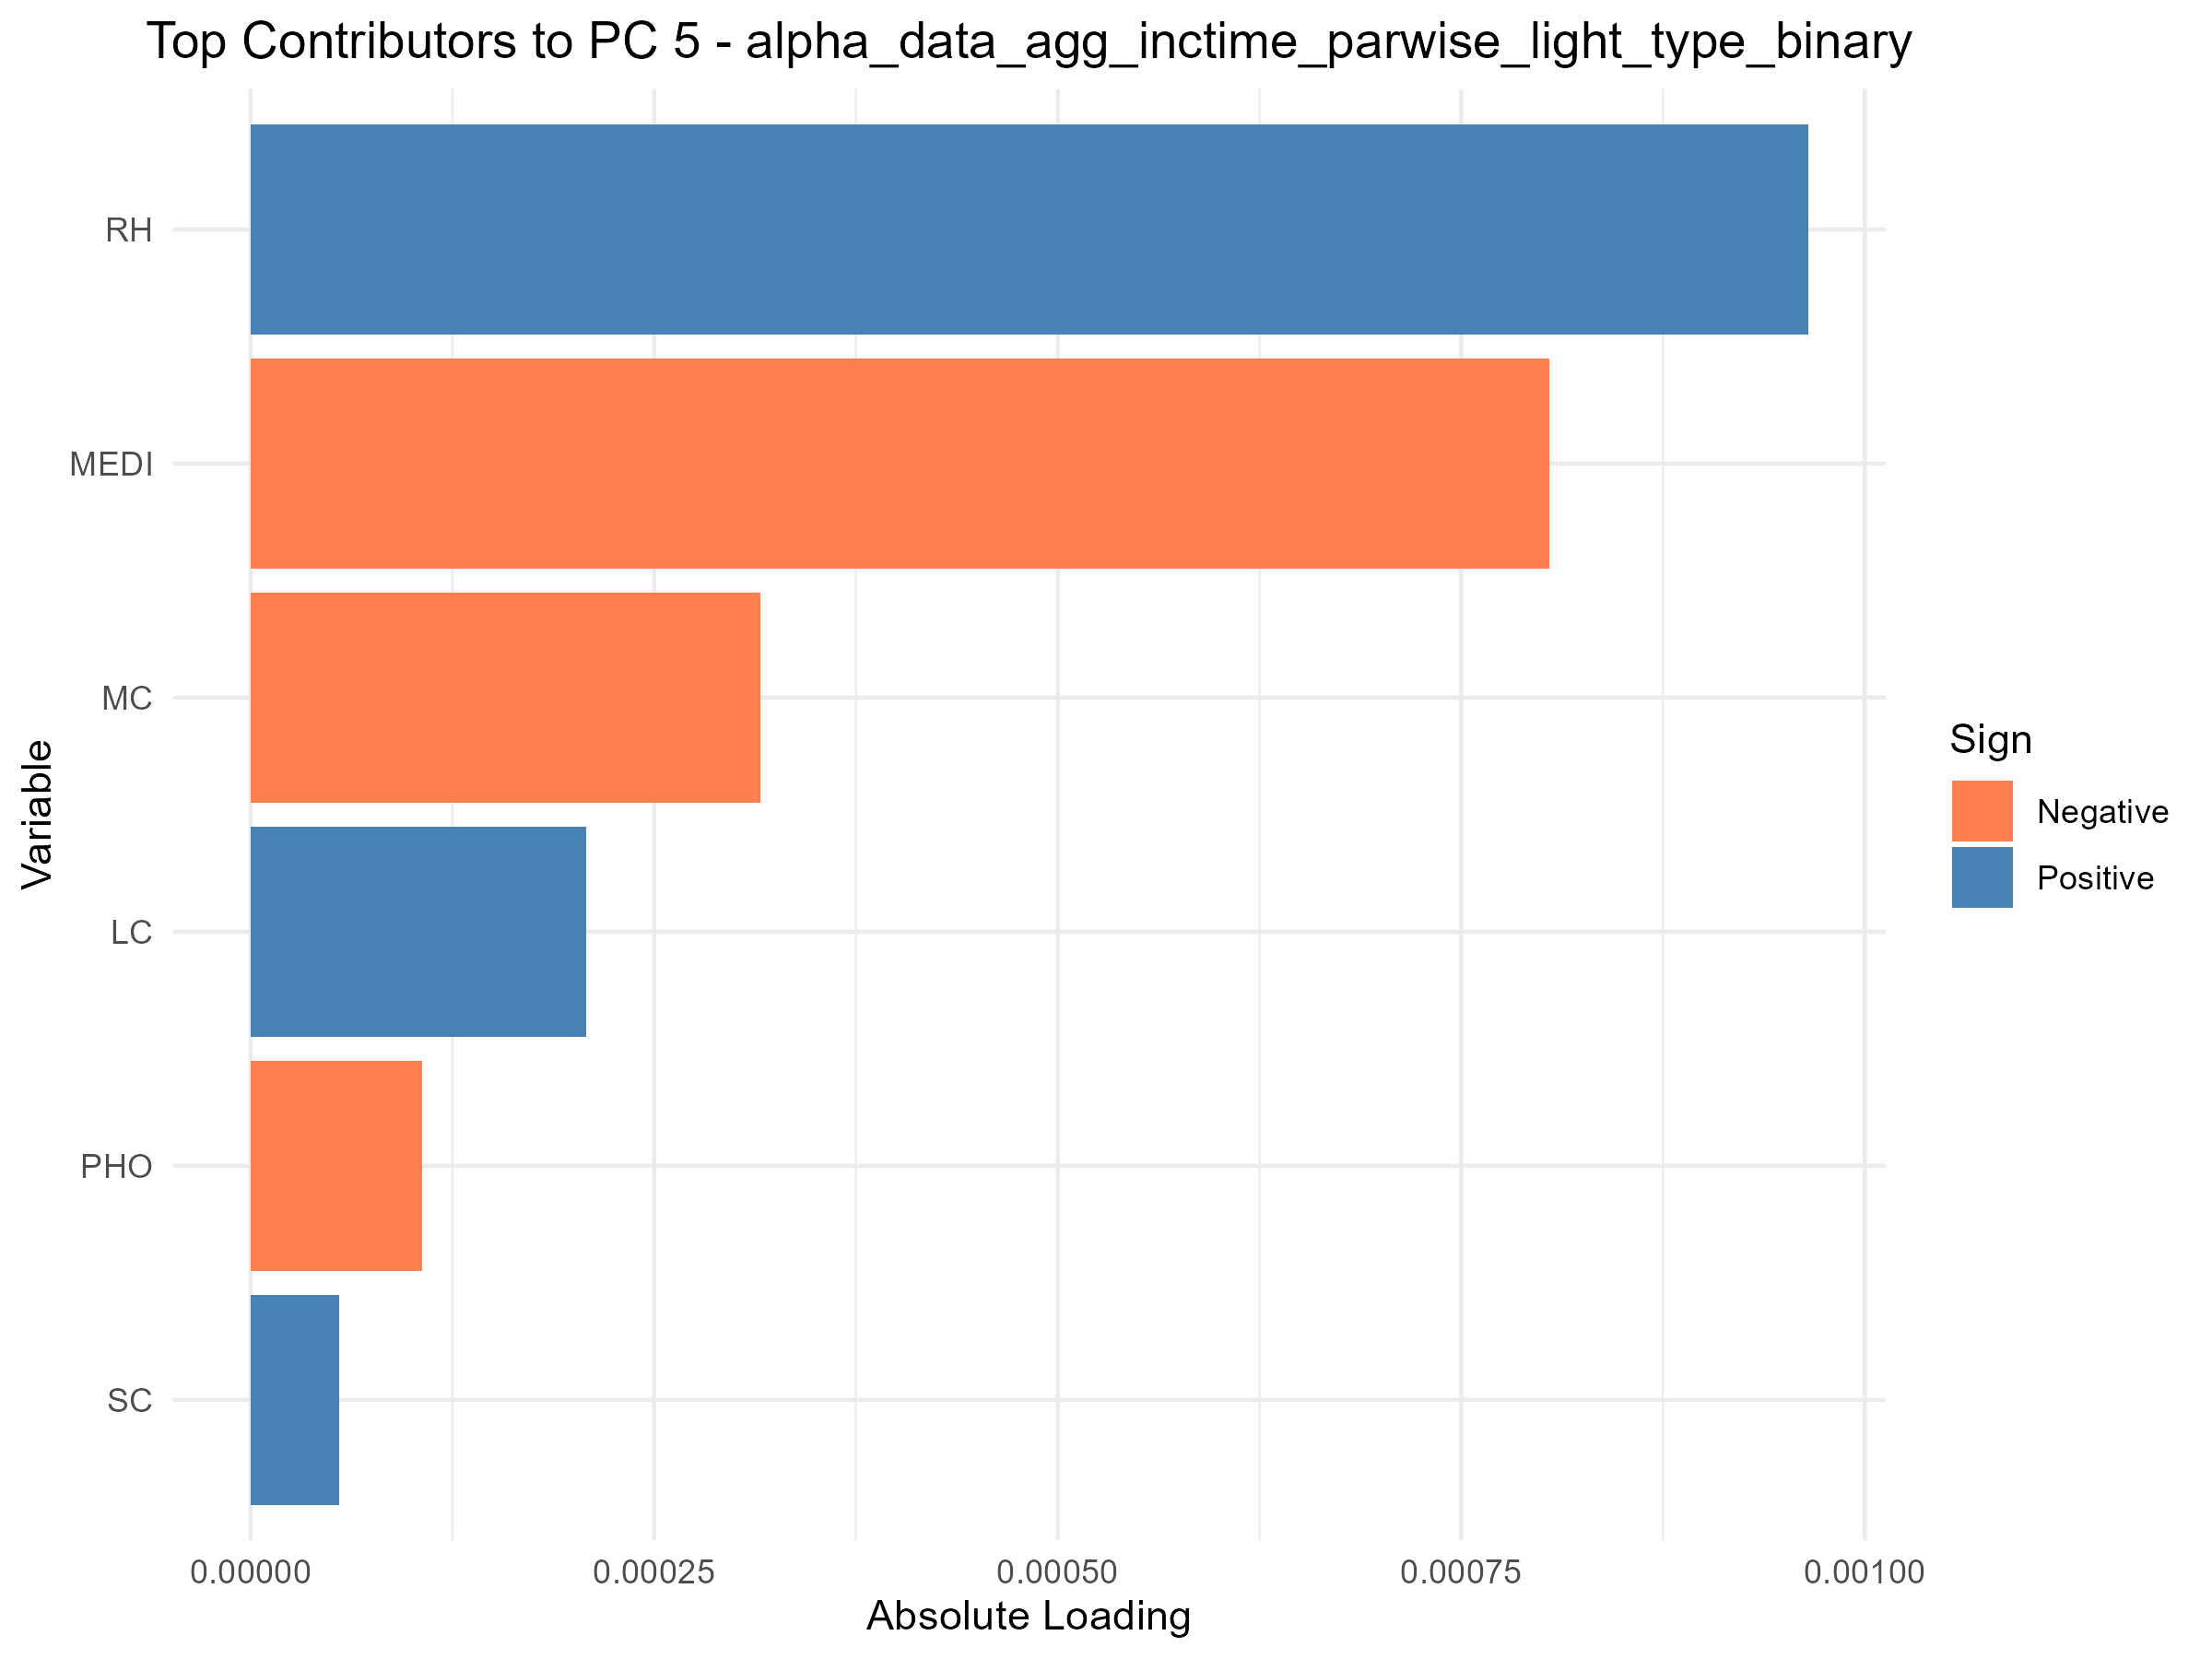 Top Contributors to PC 5 - alpha_data_agg_inctime_parwise_light_type_binary
RH
MEDI
MC
LC
PHO
SC
Variable
0.00000 0.00025 0.00050 0.00075 0.00100
Absolute Loading
Sign
Negative
Positive